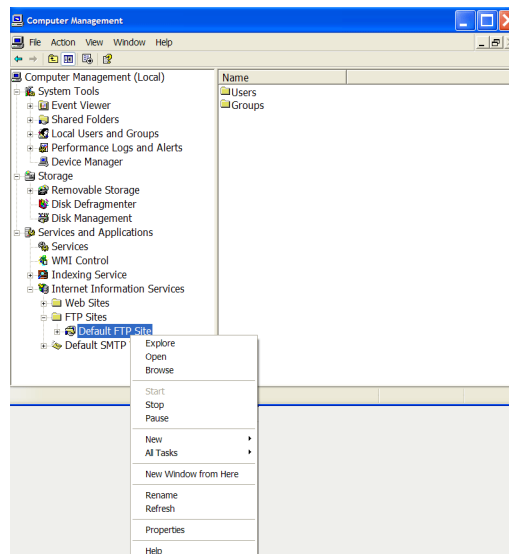 Computer Management
File Action View Window Help
Computer Management (Local)
System Tools
Event Viewer
Shared Folders
Local Users and Groups
Performance Logs and Alerts
Device Manager
Storage
Removable Storage
Disk Defragmenter
Disk Management
Services and Applications
Services
WMI Control
Indexing Service
Internet Information Services
Web Sites
FTP Sites
Default FTP Site
Default SMTP
Name
Users
Groups
Explore
Open
Browse
Start
Stop
Pause
New
All Tasks
New Window from Here
Rename
Refresh
Properties
Help